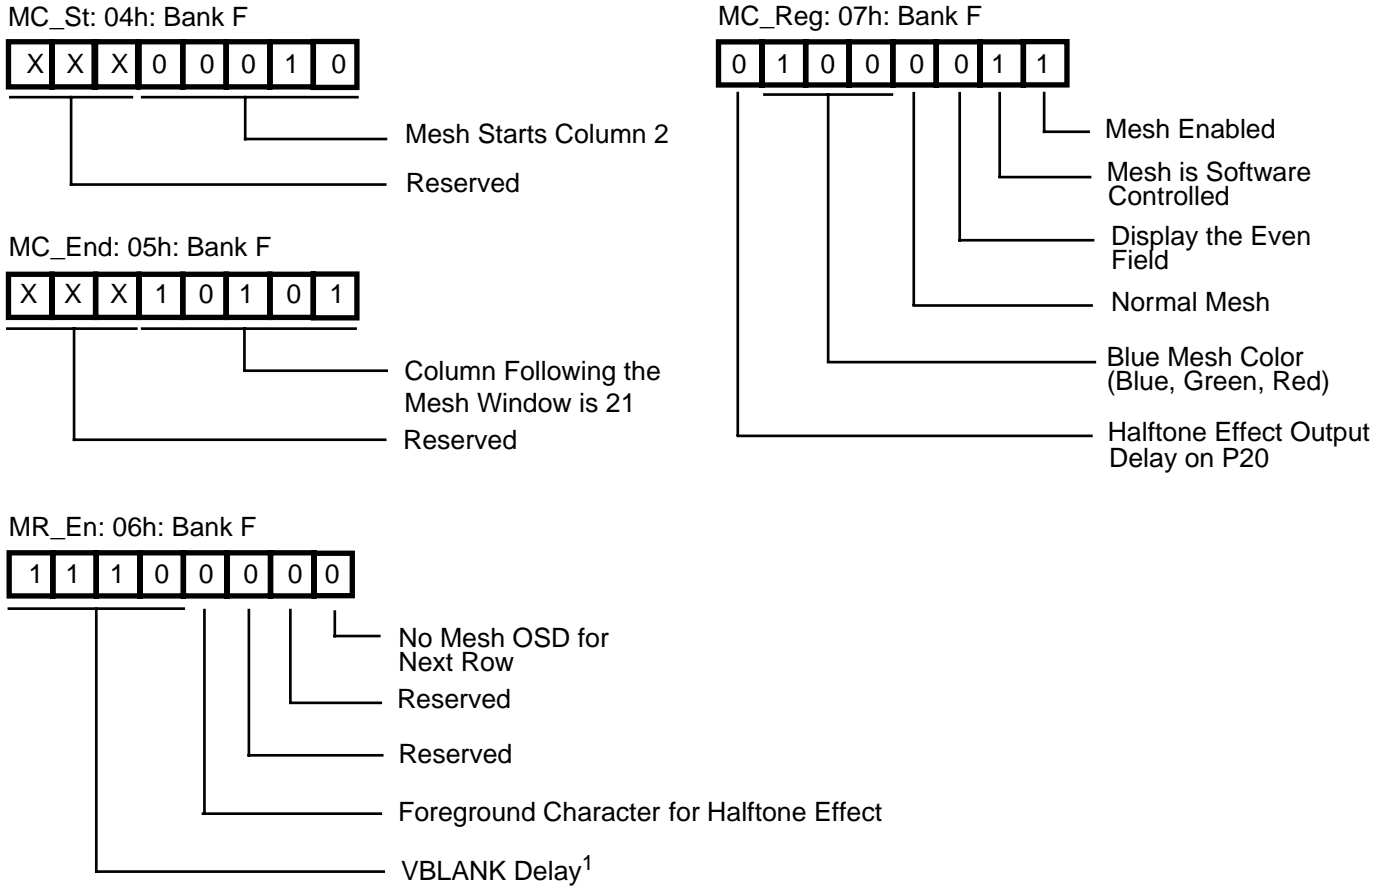 MC_St: 04h: Bank F
X X X 0 0 0 1 0
Mesh Starts Column 2
Reserved
MC_End: 05h: Bank F
X X X 1 0 1 0 1
Column Following the
Mesh Window is 21
Reserved
MR_En: 06h: Bank F
1 1 1 0 0 0 0 0
No Mesh OSD for
Next Row
Reserved
Reserved
Foreground Character for Halftone Effect
VBLANK Delay1
MC_Reg: 07h: Bank F
0 1 0 0 0 0 1 1
Mesh Enabled
Mesh is Software
Controlled
Display the Even
Field
Normal Mesh
Blue Mesh Color
(Blue, Green, Red)
Halftone Effect Output
Delay on P20